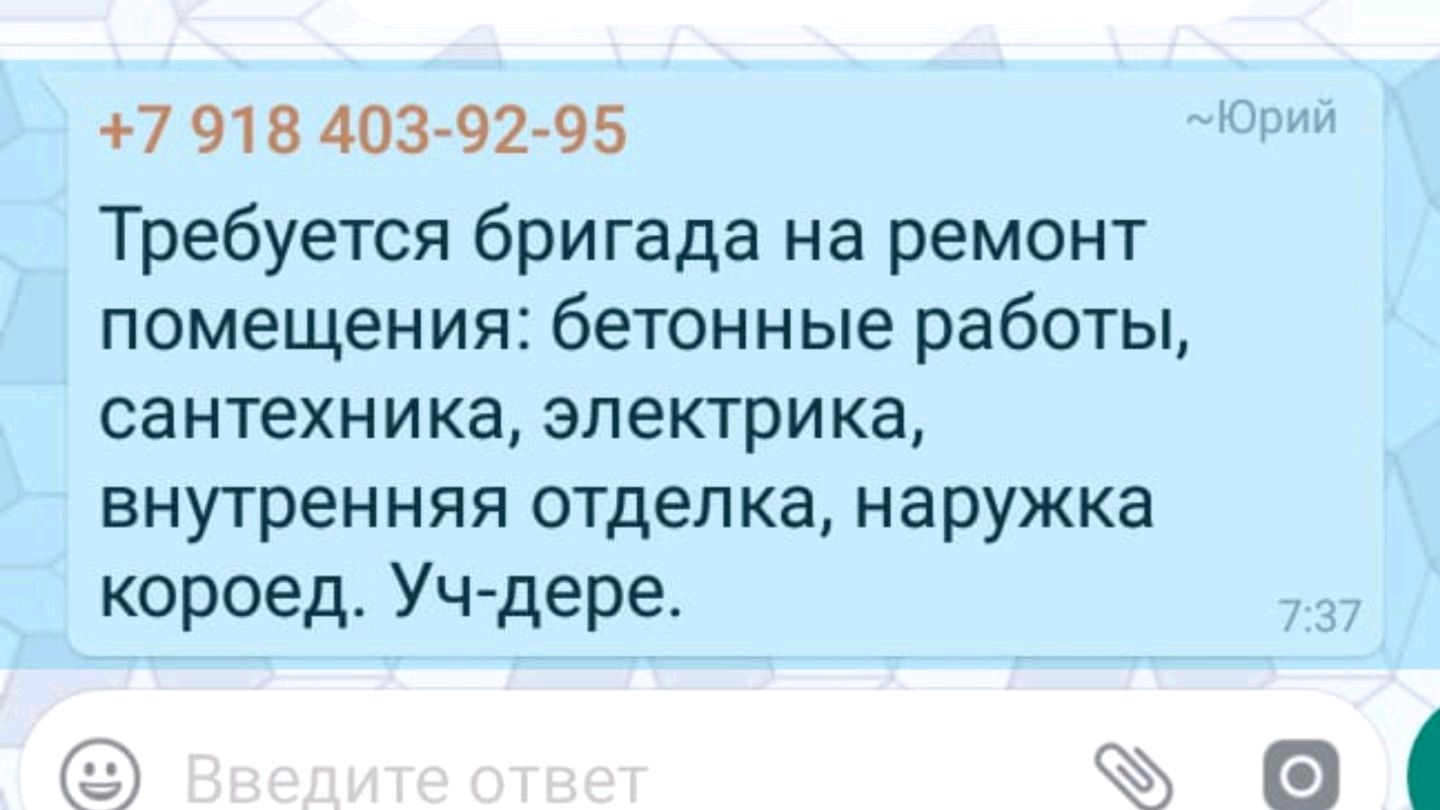 +7 918 403-92-95
~Юрий
Требуется бригада на ремонт
помещения: бетонные работы,
сантехника, электрика,
внутренняя отделка, наружка
короед. Уч-дере.
7:37
Введите ответ